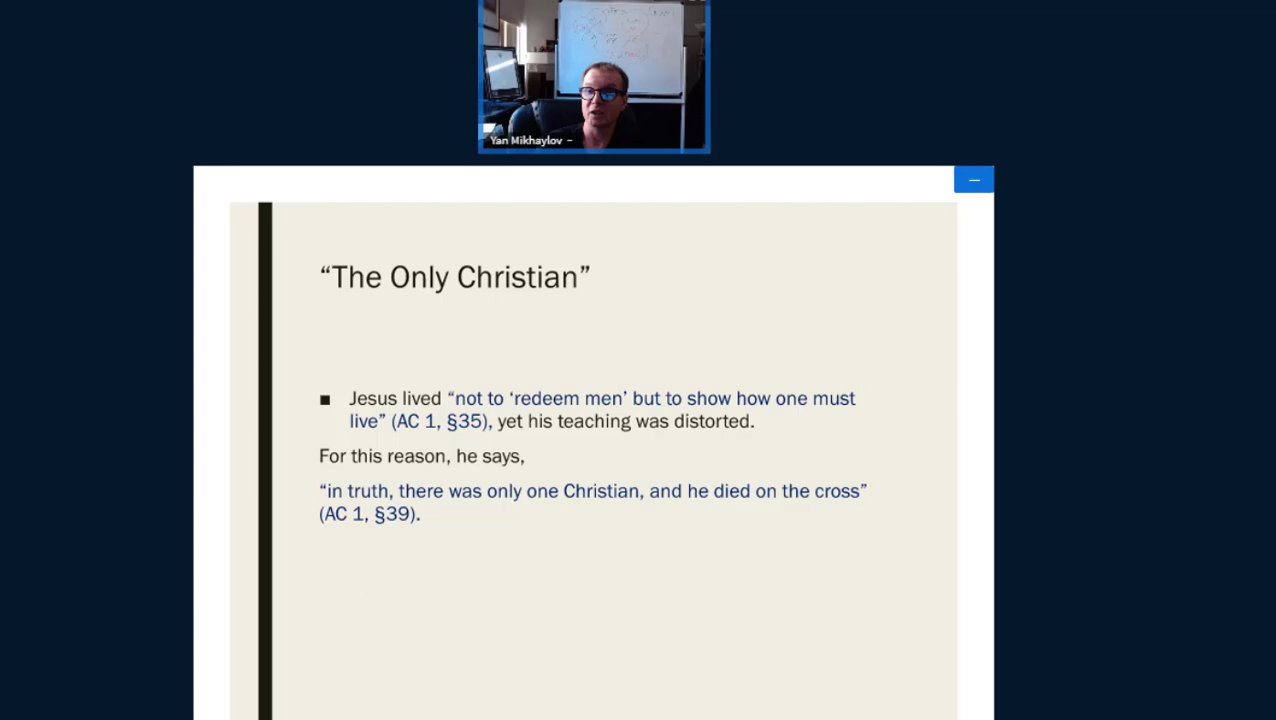 Yan Mikhaylov
“The Only Christian”
■ Jesus lived “not to ‘redeem men’ but to show how one must
live” (AC 1, §35), yet his teaching was distorted.
For this reason, he says,
“in truth, there was only one Christian, and he died on the cross”
(AC 1, §39).